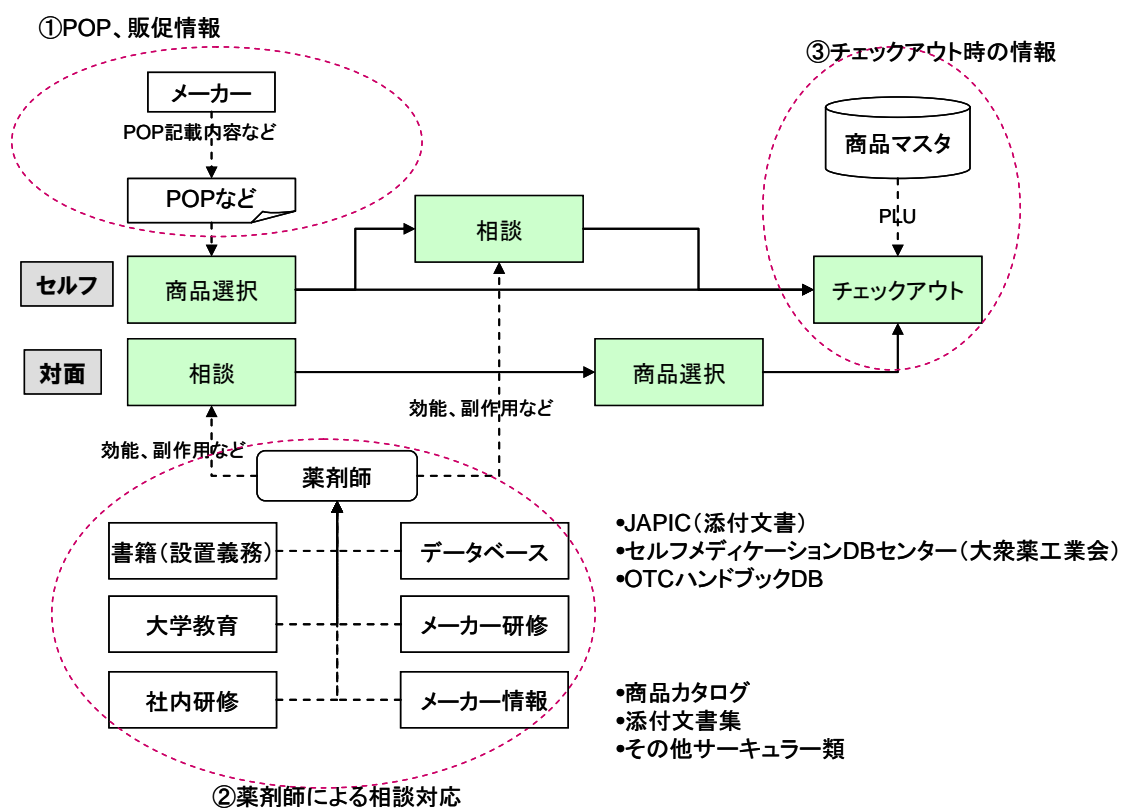 ①POP、販促情報
③チェックアウト時の情報
メーカー
POP記載内容など
POPなど
商品マスタ
PLU
相談
セルフ
商品選択
チェックアウト
対面
相談
商品選択
効能、副作用など
効能、副作用など
薬剤師
書籍（設置義務）
データベース
大学教育
メーカー研修
社内研修
メーカー情報
•JAPIC（添付文書）
•セルフメディケーションDBセンター（大衆薬工業会）
•OTCハンドブックDB
•商品カタログ
•添付文書集
•その他サーキュラー類
②薬剤師による相談対応